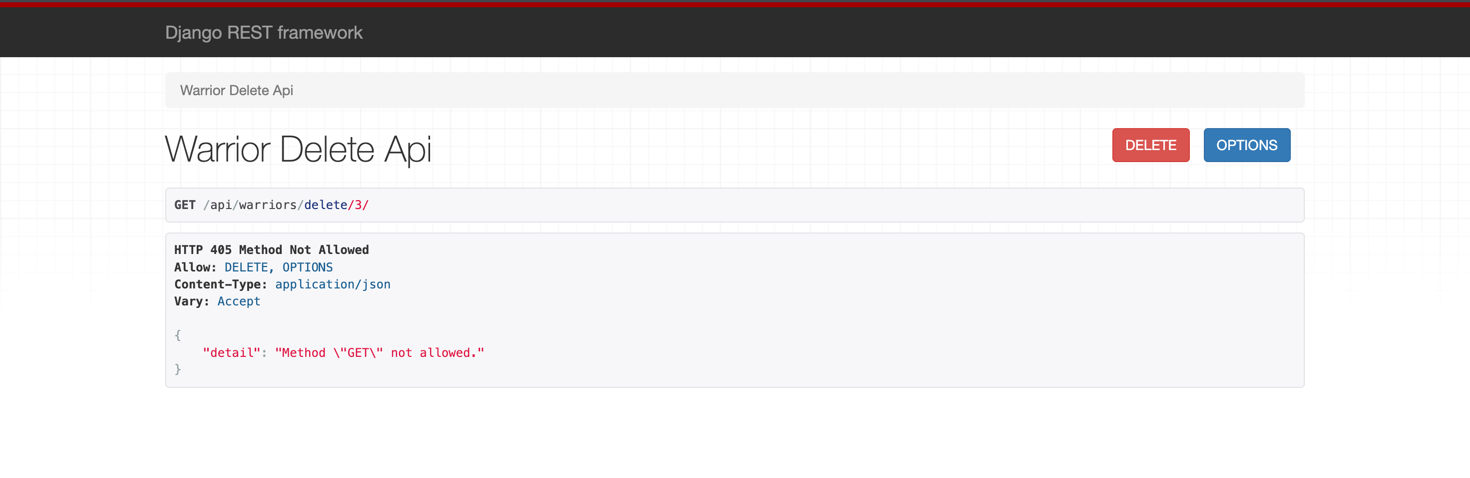 Django REST framework
Warrior Delete Api
Warrior Delete Api
DELETE OPTIONS
GET /api/warriors/delete/3/
HTTP 405 Method Not Allowed
Allow: DELETE, OPTIONS
Content-Type: application/json
Vary: Accept
{
    "detail": "Method \"GET\" not allowed."
}